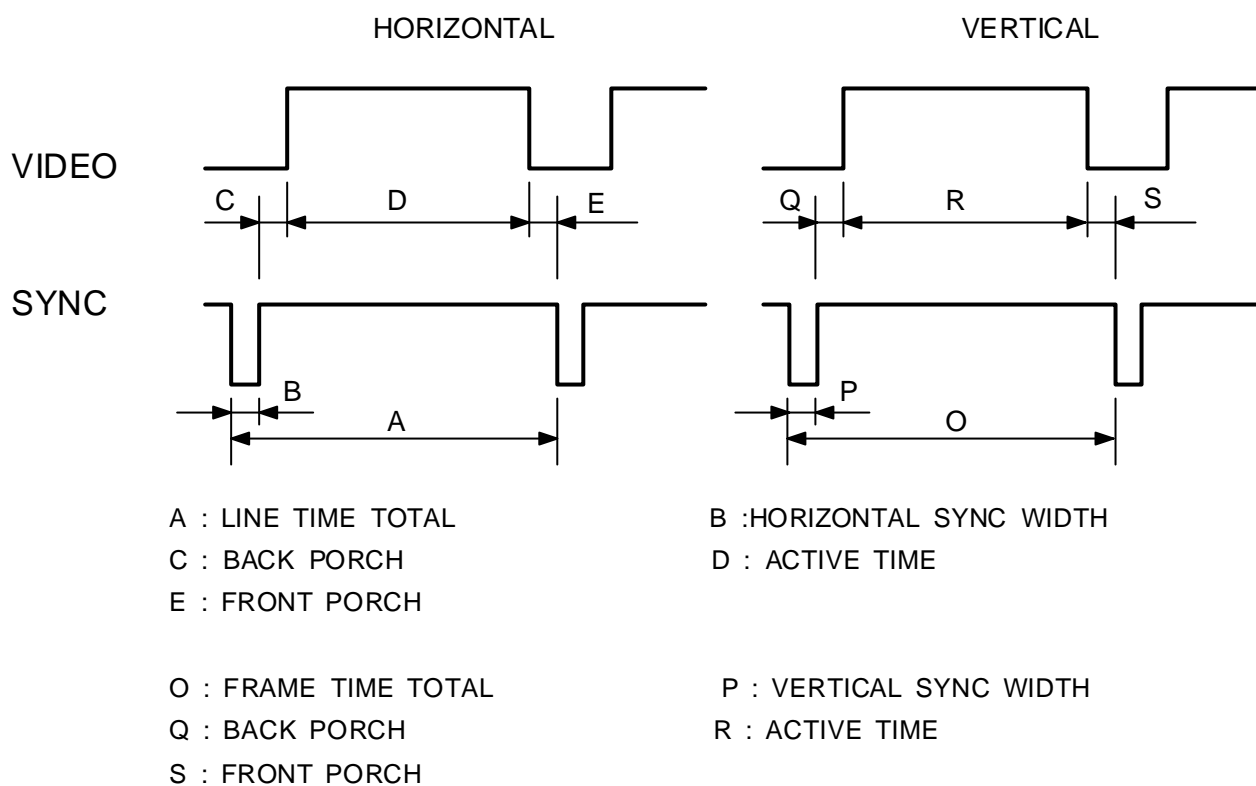 HORIZONTAL VERTICAL
VIDEO
C D E Q R S
SYNC
B P
A O
A : LINE TIME TOTAL B :HORIZONTAL SYNC WIDTH
C : BACK PORCH D : ACTIVE TIME
E : FRONT PORCH
O : FRAME TIME TOTAL P : VERTICAL SYNC WIDTH
Q : BACK PORCH R : ACTIVE TIME
S : FRONT PORCH